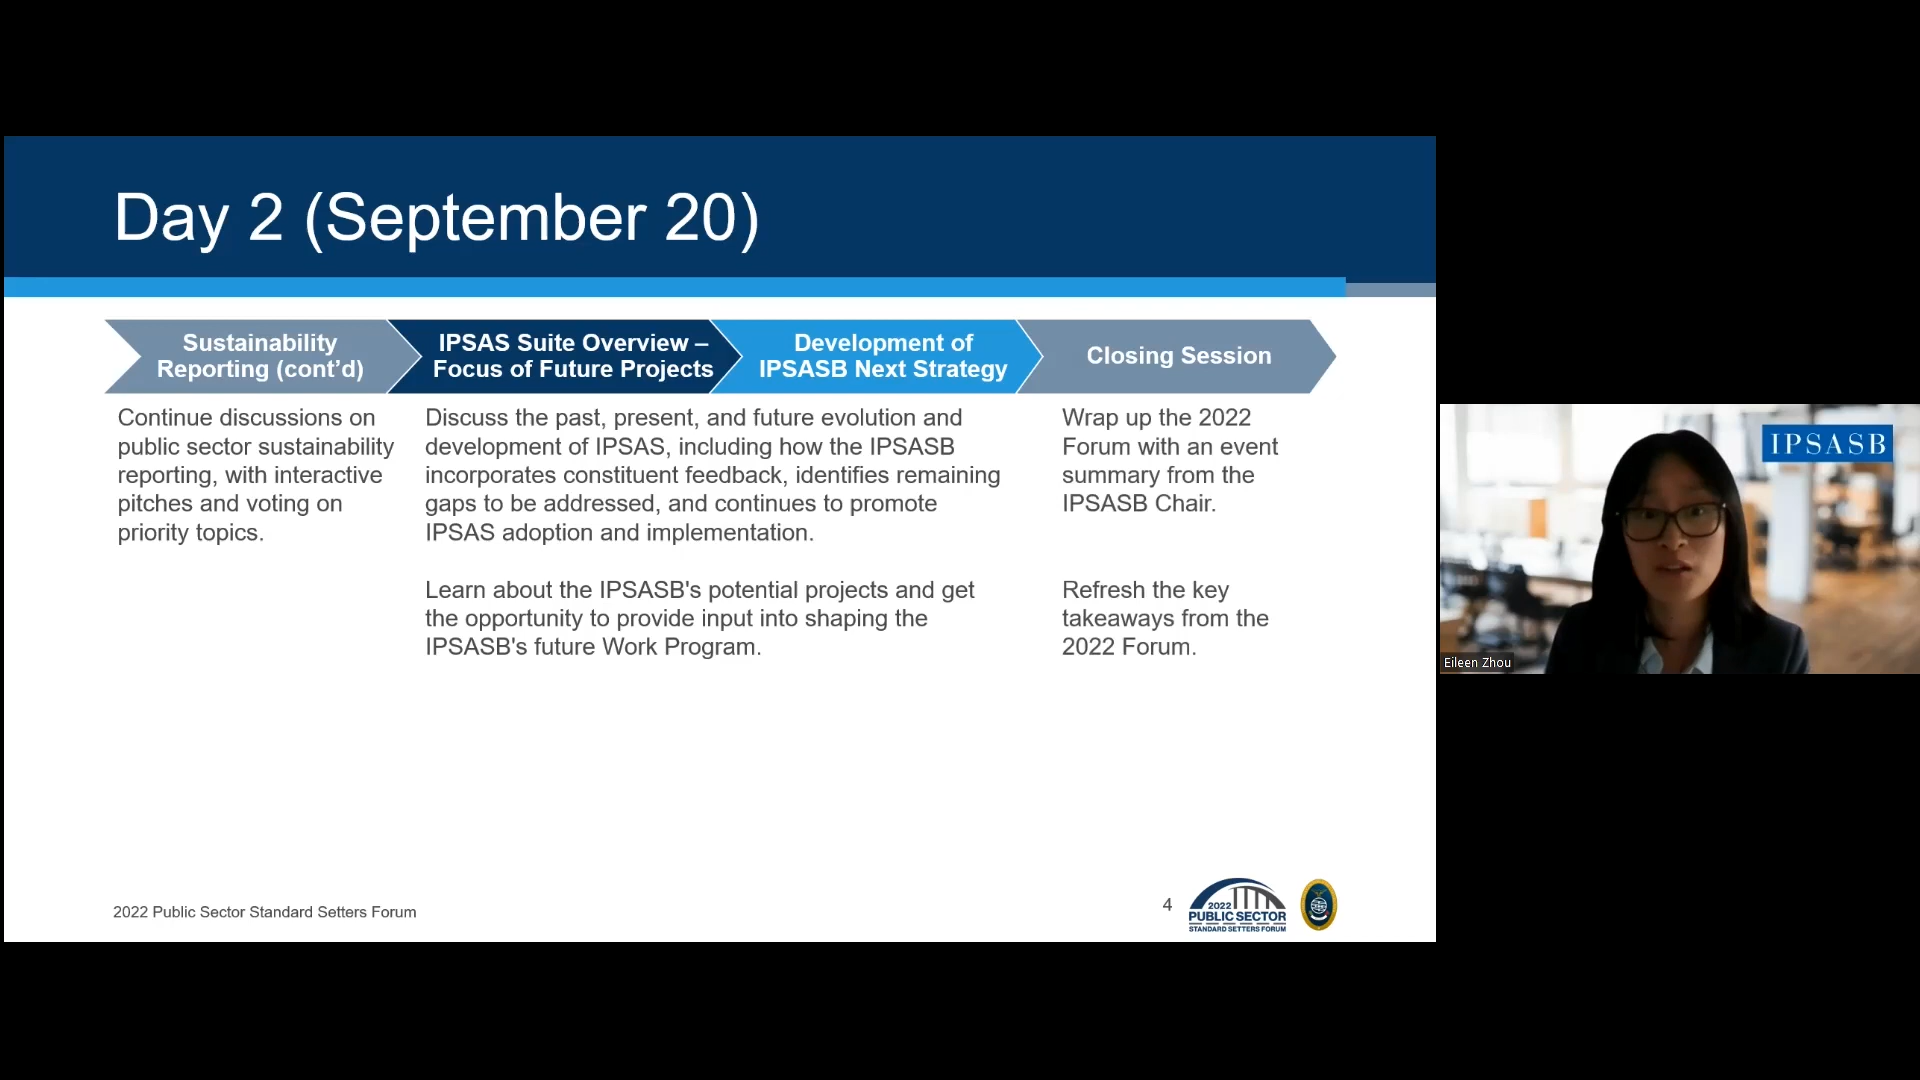 Day 2 (September 20)
Sustainability
Reporting (cont’d)
IPSAS Suite Overview –
Focus of Future Projects
Development of
IPSASB Next Strategy
Closing Session
Continue discussions on
public sector sustainability
reporting, with interactive
pitches and voting on
priority topics.
Discuss the past, present, and future evolution and
development of IPSAS, including how the IPSASB
incorporates constituent feedback, identifies remaining
gaps to be addressed, and continues to promote
IPSAS adoption and implementation.
Learn about the IPSASB's potential projects and get
the opportunity to provide input into shaping the
IPSASB's future Work Program.
Wrap up the 2022
Forum with an event
summary from the
IPSASB Chair.
Refresh the key
takeaways from the
2022 Forum.
IPSASB
Eileen Zhou
2022 Public Sector Standard Setters Forum
4
2022
PUBLIC SECTOR
STANDARD SETTERS FORUM